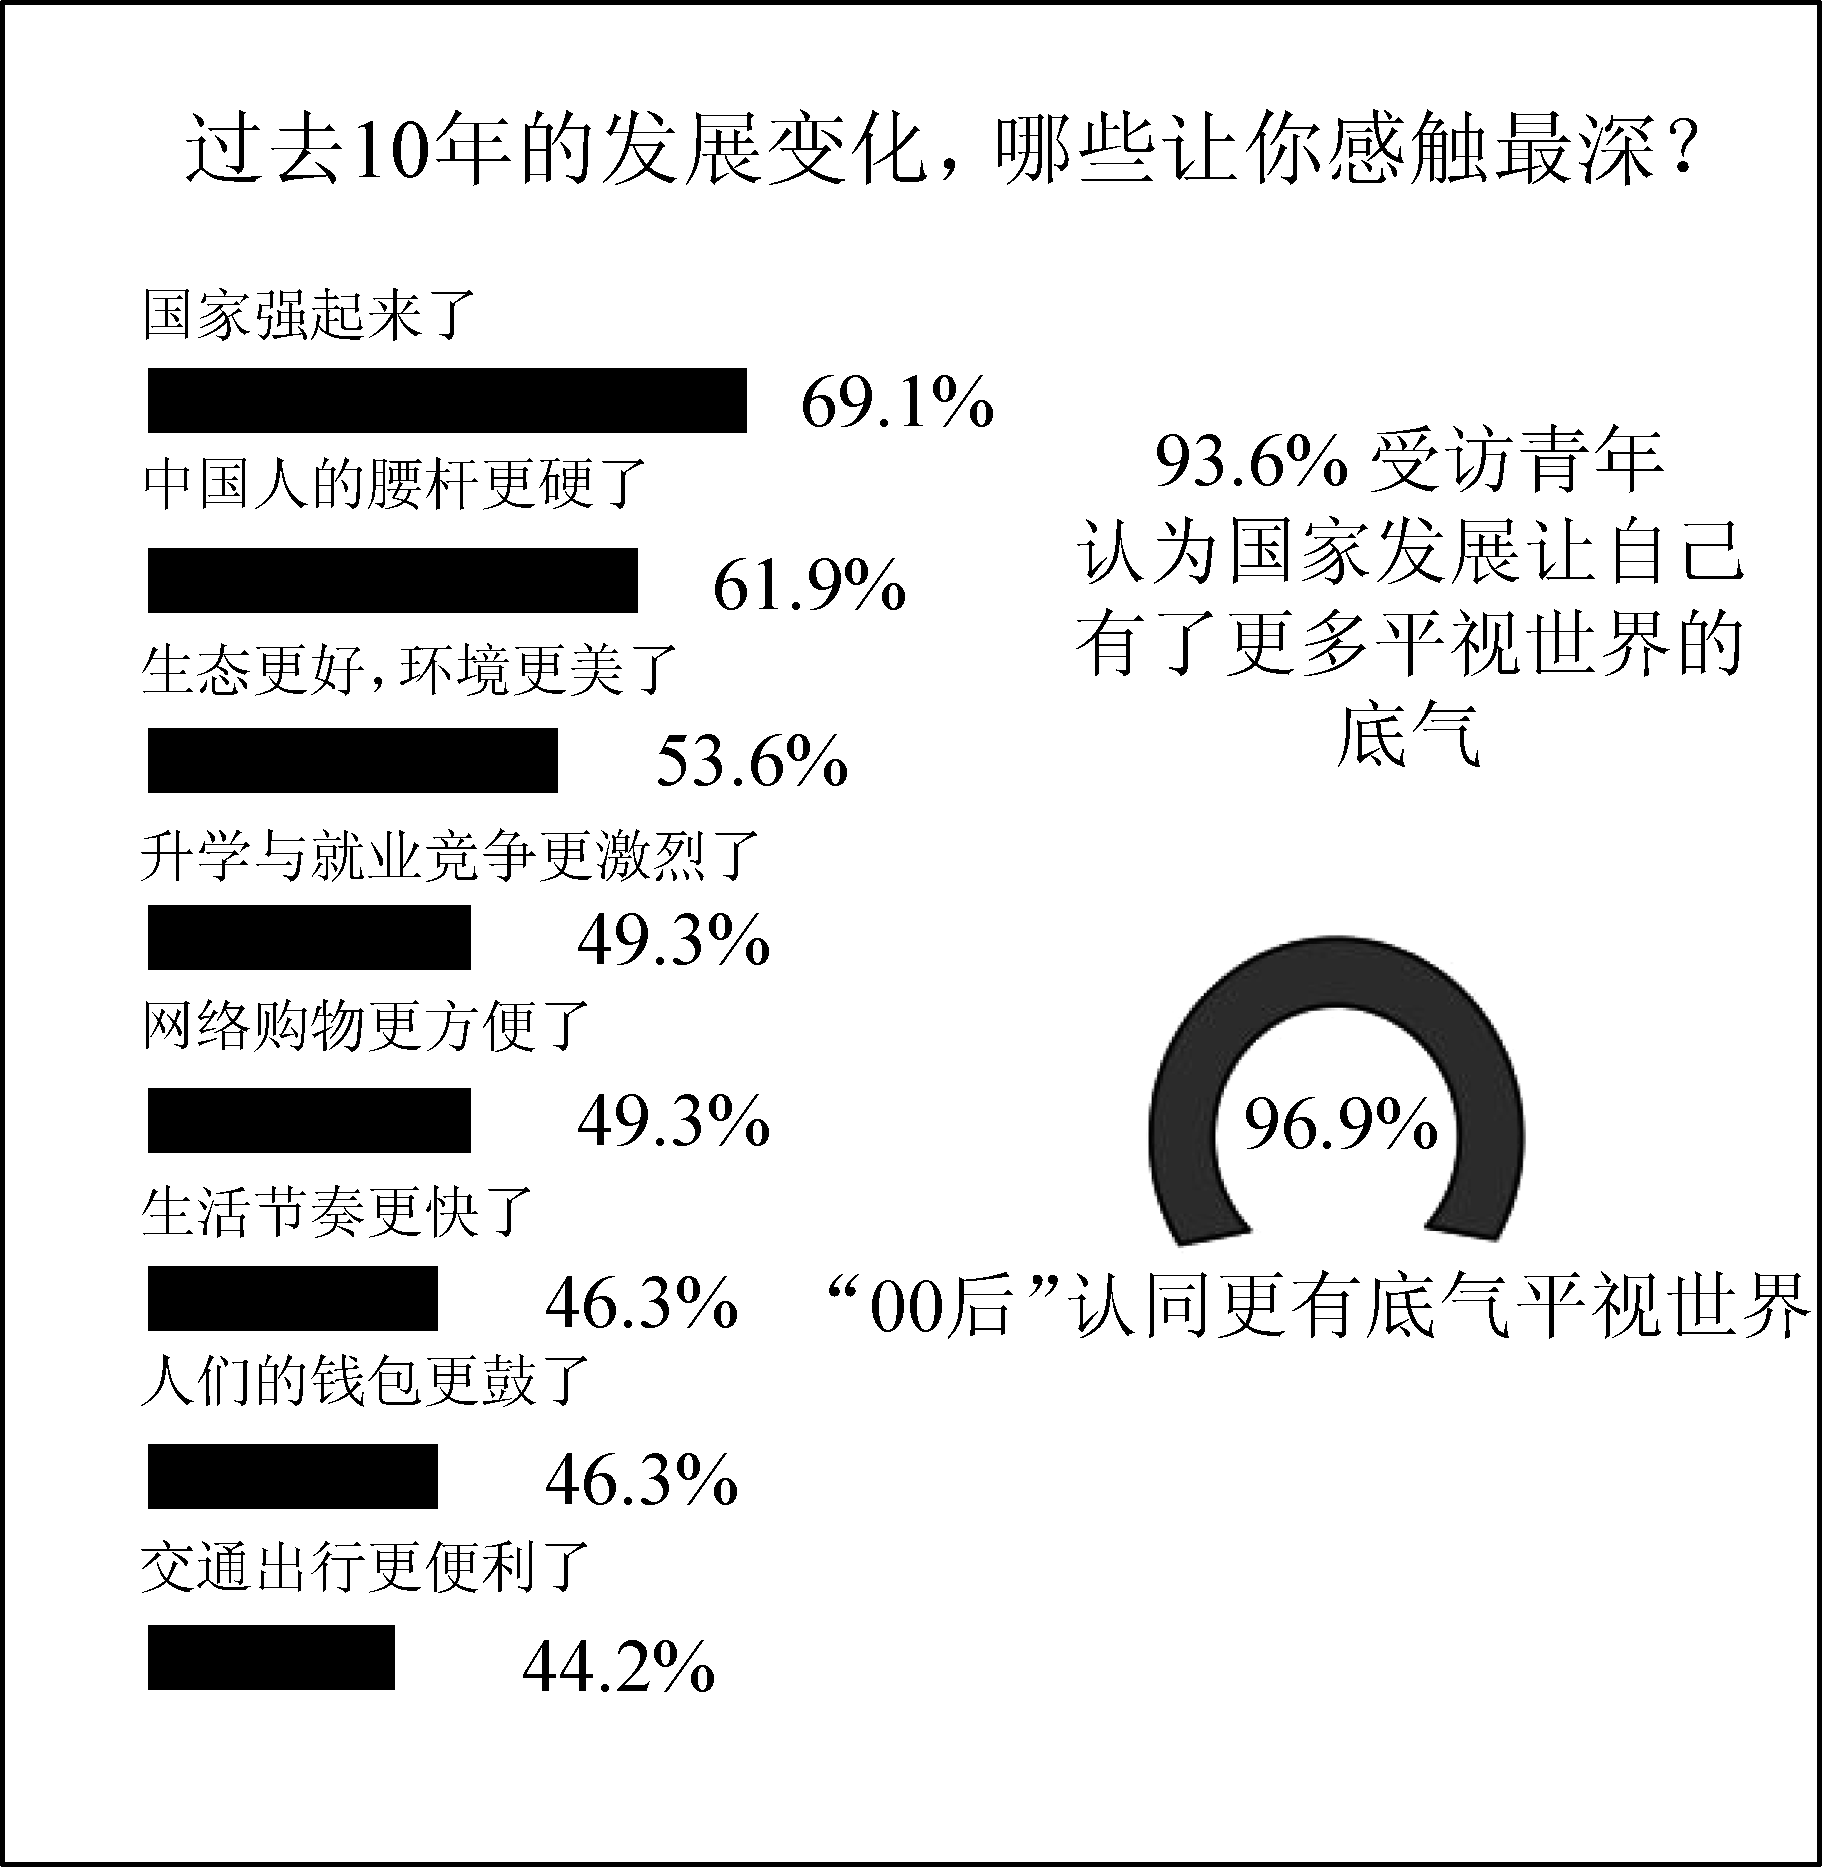 过去10年的发展变化，哪些让你感触最深？
国家强起来了
69.1%
中国人的腰杆更硬了
61.9%
生态更好，环境更美了
53.6%
升学与就业竞争更激烈了
49.3%
网络购物更方便了
49.3%
生活节奏更快了
46.3%
人们的钱包更鼓了
46.3%
交通出行更便利了
44.2%
93.6% 受访青年
认为国家发展让自己
有了更多平视世界的
底气
96.9%
“00后”认同更有底气平视世界